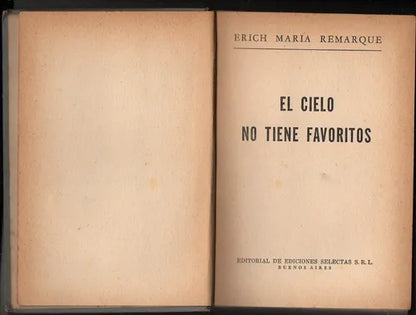 ERICH MARIA REMARQUE
EL CIELO
NO TIENE FAVORITOS
EDITORIAL DE EDICIONES SELECTAS S. R. L.
BUENOS AIRES